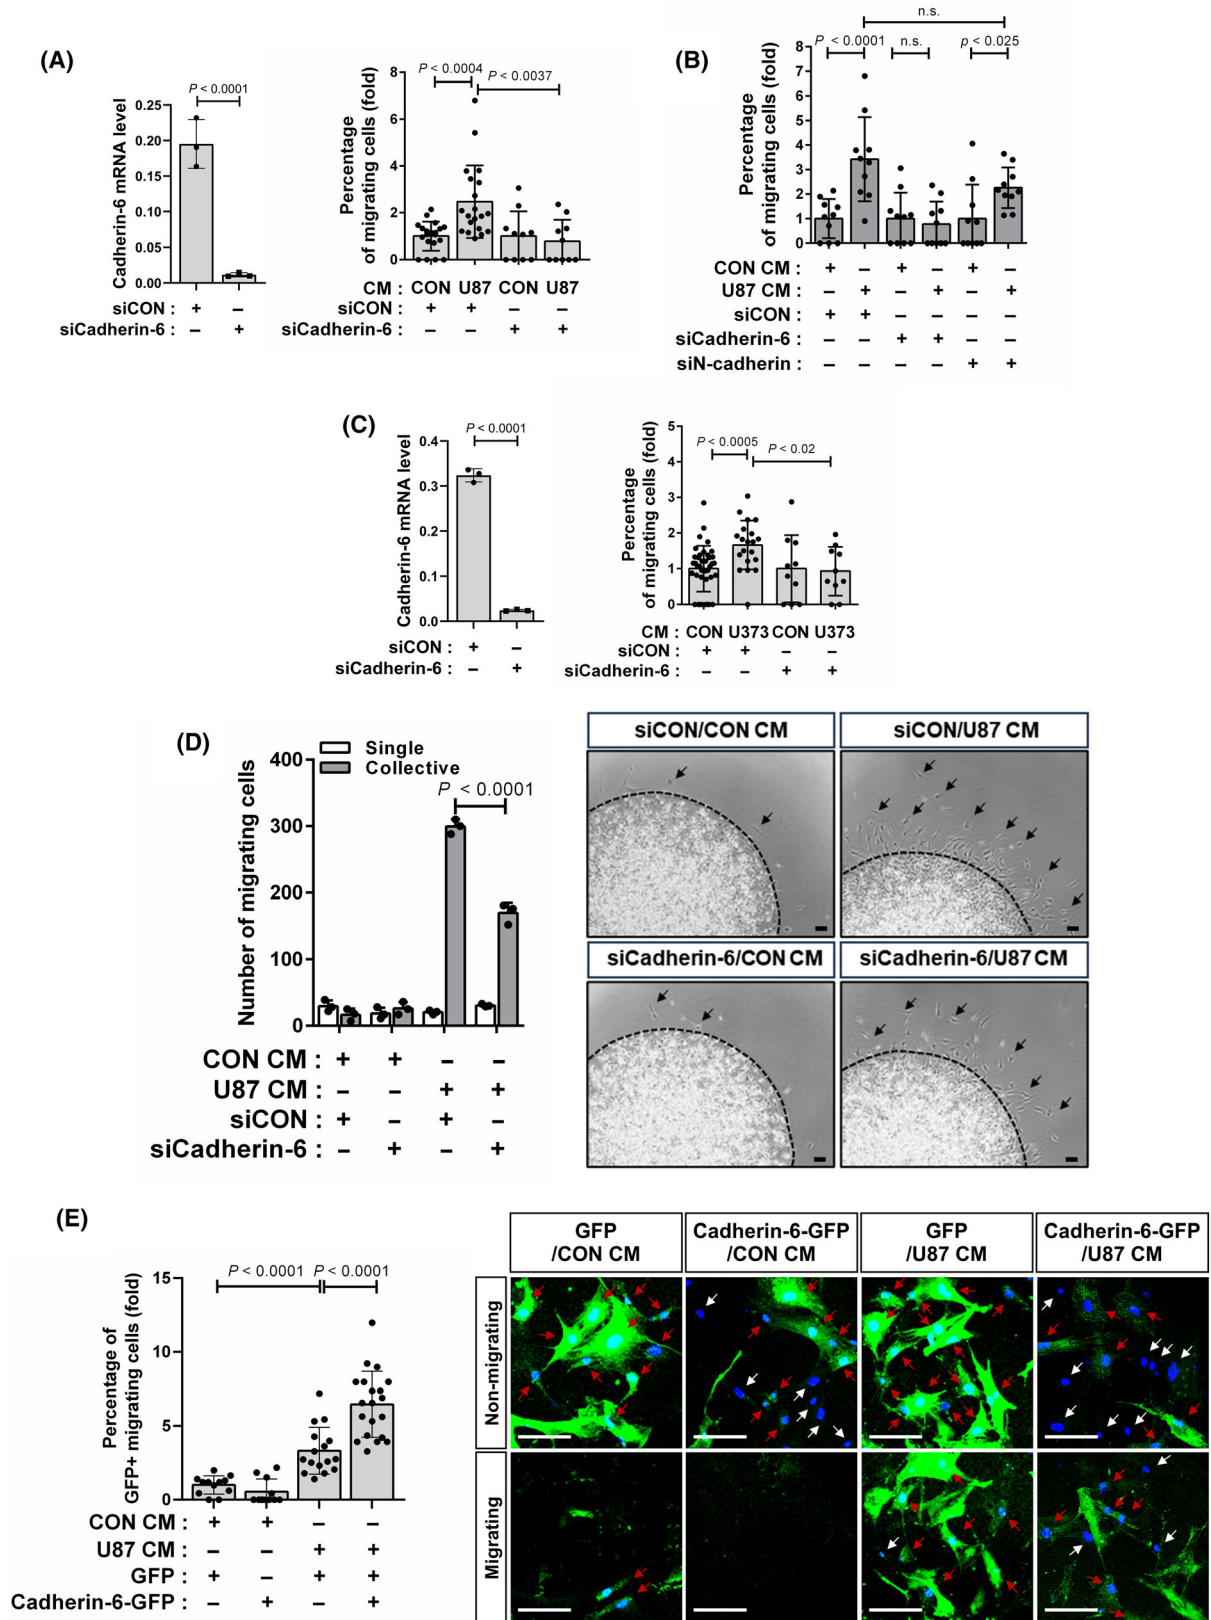 (A)
P < 0.0001
Cadherin-6 mRNA level
0.25
0.20
0.15
0.10
0.05
0.00
siCON : + –
siCadherin-6 : – +
P < 0.0004
P < 0.0037
Percentage
of migrating cells (fold)
8
6
4
2
0
CM : CON U87 CON U87
siCON : + + – –
siCadherin-6 : – – + +
(B)
n.s.
P < 0.0001
n.s.
p < 0.025
Percentage
of migrating cells (fold)
8
7
6
5
4
3
2
1
0
CON CM : + – + – + –
U87 CM : – + – + – +
siCON : + + – – – –
siCadherin-6 : – – + + – –
siN-cadherin : – – – – + +
(C)
P < 0.0001
Cadherin-6 mRNA level
0.4
0.3
0.2
0.1
0.0
siCON : + –
siCadherin-6 : – +
P < 0.0005
P < 0.02
Percentage
of migrating cells (fold)
5
4
3
2
1
0
CM : CON U373 CON U373
siCON : + + – –
siCadherin-6 : – – + +
(D)
Single
Collective
P < 0.0001
Number of migrating cells
400
300
200
100
0
CON CM : + + – –
U87 CM : – – + +
siCON : + – + –
siCadherin-6 : – + – +
siCON/CON CM
siCON/U87 CM
siCadherin-6/CON CM
siCadherin-6/U87 CM
(E)
P < 0.0001 P < 0.0001
Percentage of
GFP+ migrating cells (fold)
15
10
5
0
CON CM : + + – –
U87 CM : – – + +
GFP : + – + +
Cadherin-6-GFP : – + – +
GFP
/CON CM
Cadherin-6-GFP
/CON CM
GFP
/U87 CM
Cadherin-6-GFP
/U87 CM
Non-migrating
Migrating